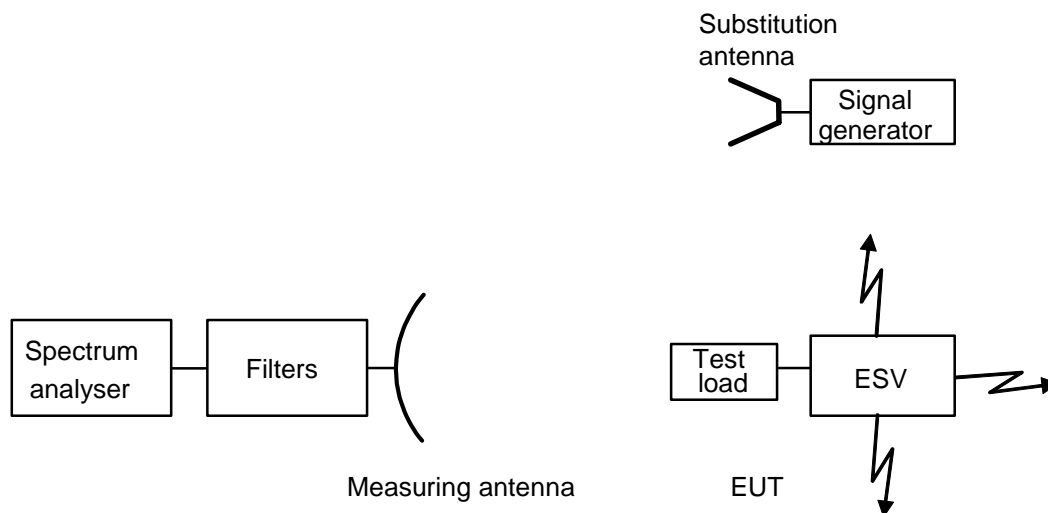 Substitution
antenna
Signal
generator
Spectrum
analyser
Filters
Test
load
ESV
Measuring antenna
EUT